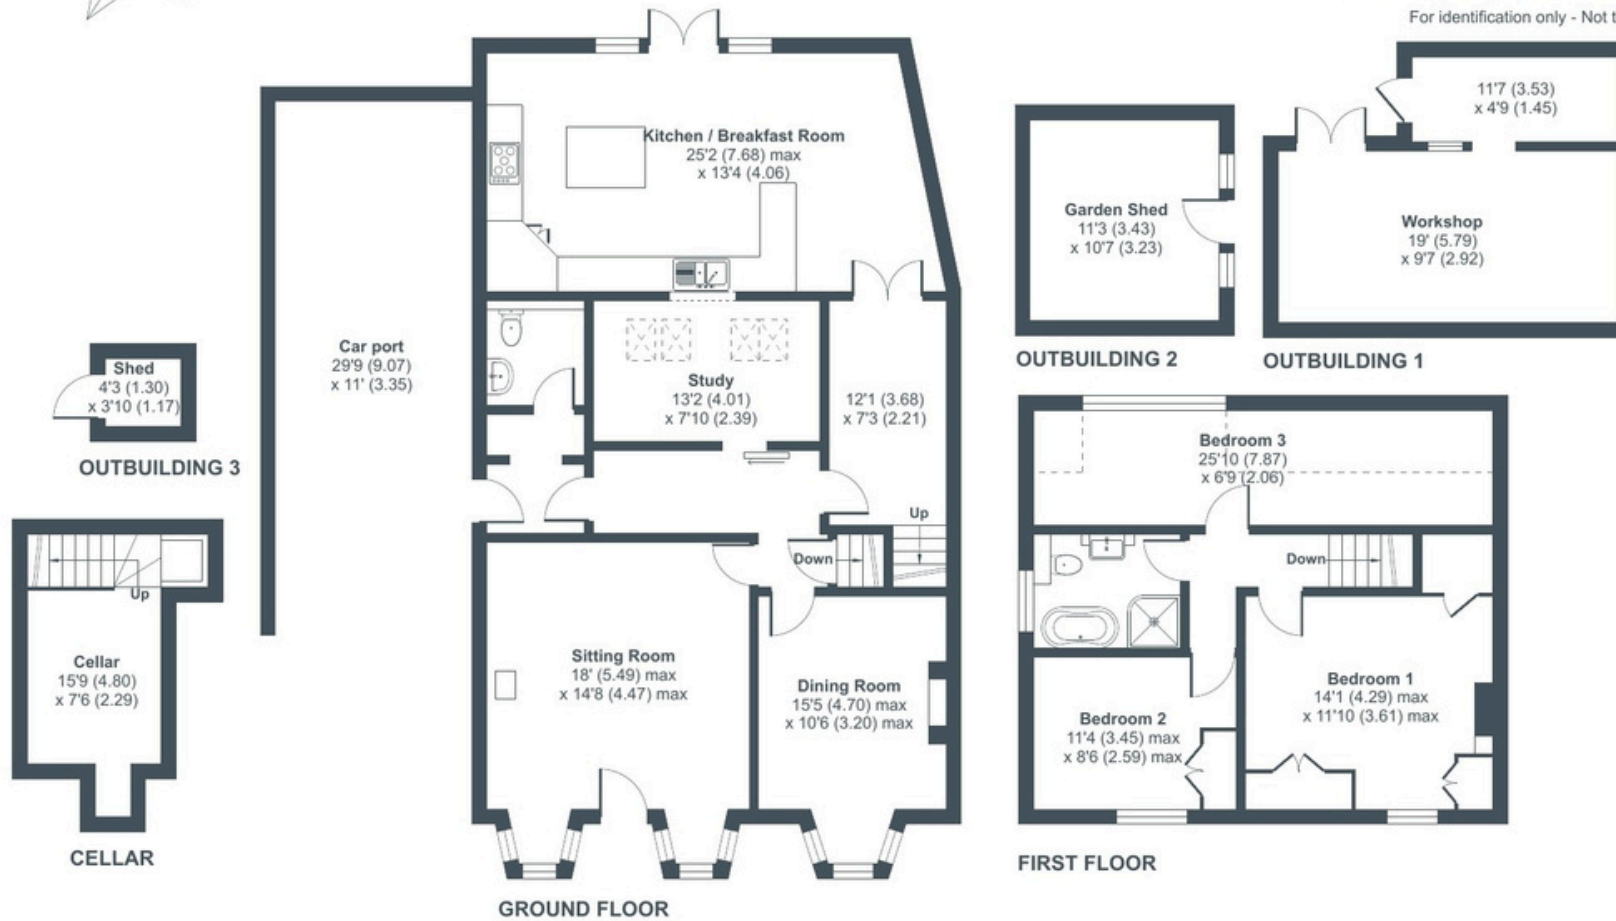 For identification only - Not t
Kitchen / Breakfast Room
25'2 (7.68) max
x 13'4 (4.06)
11'7 (3.53)
x 4'9 (1.45)
Garden Shed
11'3 (3.43)
x 10'7 (3.23)
Workshop
19' (5.79)
x 9'7 (2.92)
OUTBUILDING 2
OUTBUILDING 1
Car port
29'9 (9.07)
x 11' (3.35)
Shed
4'3 (1.30)
x 3'10 (1.17)
OUTBUILDING 3
Study
13'2 (4.01)
x 7'10 (2.39)
12'1 (3.68)
x 7'3 (2.21)
Up
Down
Bedroom 3
25'10 (7.87)
x 6'9 (2.06)
Down
Up
Cellar
15'9 (4.80)
x 7'6 (2.29)
CELLAR
Sitting Room
18' (5.49) max
x 14'8 (4.47) max
Dining Room
15'5 (4.70) max
x 10'6 (3.20) max
Bedroom 2
11'4 (3.45) max
x 8'6 (2.59) max
Bedroom 1
14'1 (4.29) max
x 11'10 (3.61) max
FIRST FLOOR
GROUND FLOOR